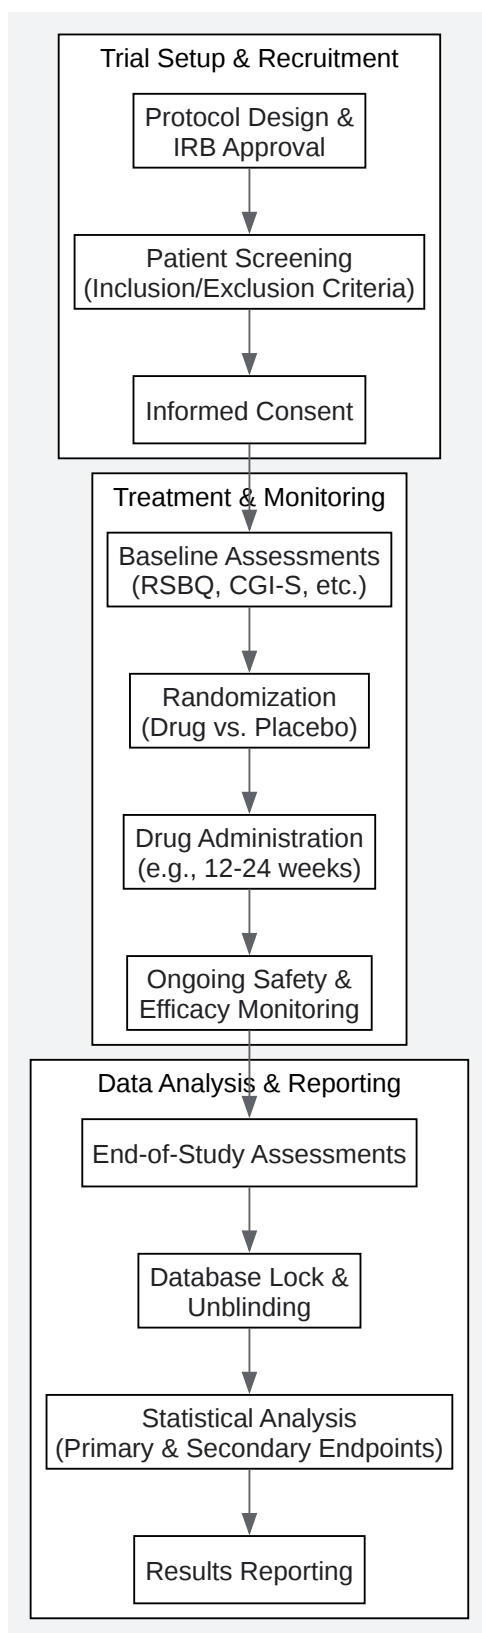 Trial Setup & Recruitment
Protocol Design &
IRB Approval
Patient Screening
(Inclusion/Exclusion Criteria)
Informed Consent
Treatment & Monitoring
Baseline Assessments
(RSBQ, CGI-S, etc.)
Randomization
(Drug vs. Placebo)
Drug Administration
(e.g., 12-24 weeks)
Ongoing Safety &
Efficacy Monitoring
Data Analysis & Reporting
End-of-Study Assessments
Database Lock &
Unblinding
Statistical Analysis
(Primary & Secondary Endpoints)
Results Reporting